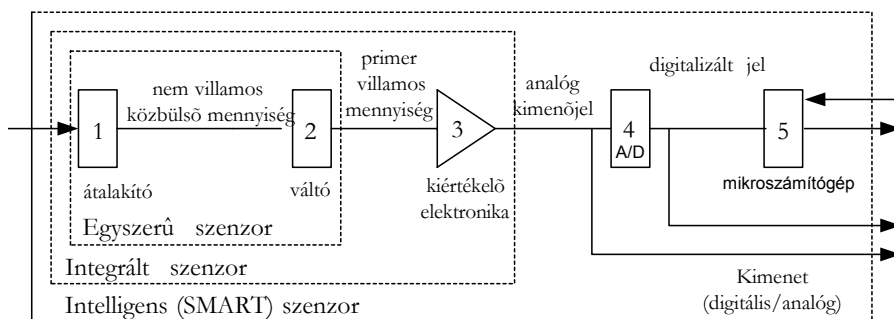 primer
villamos
mennyiség
nem villamos
közbülsõ mennyiség
analóg
kimenõjel
digitalizált jel
1
2
3
4
A/D
5
átalakító
váltó
kiértékelõ
elektronika
mikroszámítógép
Egyszerû szenzor
Integrált szenzor
Intelligens (SMART) szenzor
Kimenet
(digitális/analóg)